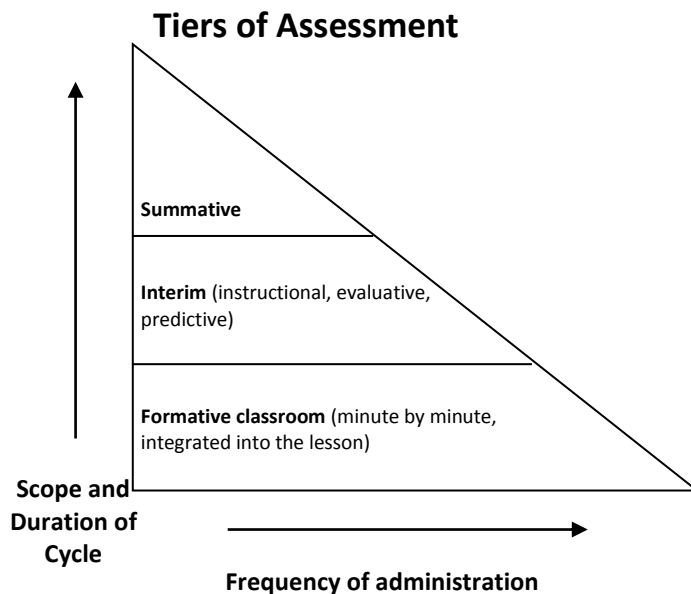 Tiers of Assessment
Summative
Interim (instructional, evaluative,
predictive)
Formative classroom (minute by minute,
integrated into the lesson)
Scope and
Duration of
Cycle
Frequency of administration